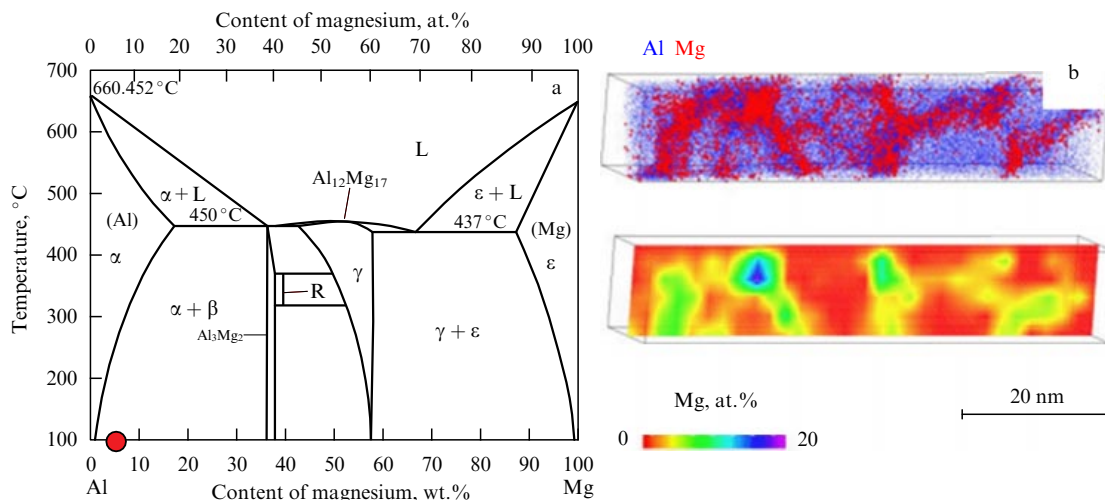 Content of magnesium, at.%
0 10 20 30 40 50 60 70 80 90 100
700
600
500
400
300
200
100
Temperature, °C
660.452 °C
a
L
Al₁₂Mg₁₇
α + L
ε + L
450 °C
437 °C
(Al)
(Mg)
α
ε
γ
R
α + β
Al₃Mg₂
γ + ε
0 10 20 30 40 50 60 70 80 90 100
Al
Mg
Content of magnesium, wt.%
Al Mg
b
20 nm
Mg, at.%
0
20